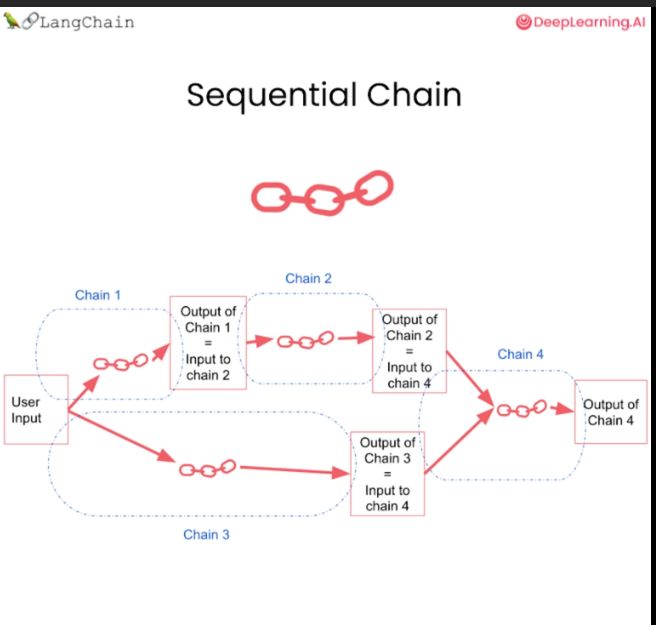 LangChain
DeepLearning.AI
Sequential Chain
Chain 1
Chain 2
Output of
Chain 1
=
Input to
chain 2
Output of
Chain 2
=
Input to
chain 4
Chain 4
User
Input
Output of
Chain 4
Output of
Chain 3
=
Input to
chain 4
Chain 3